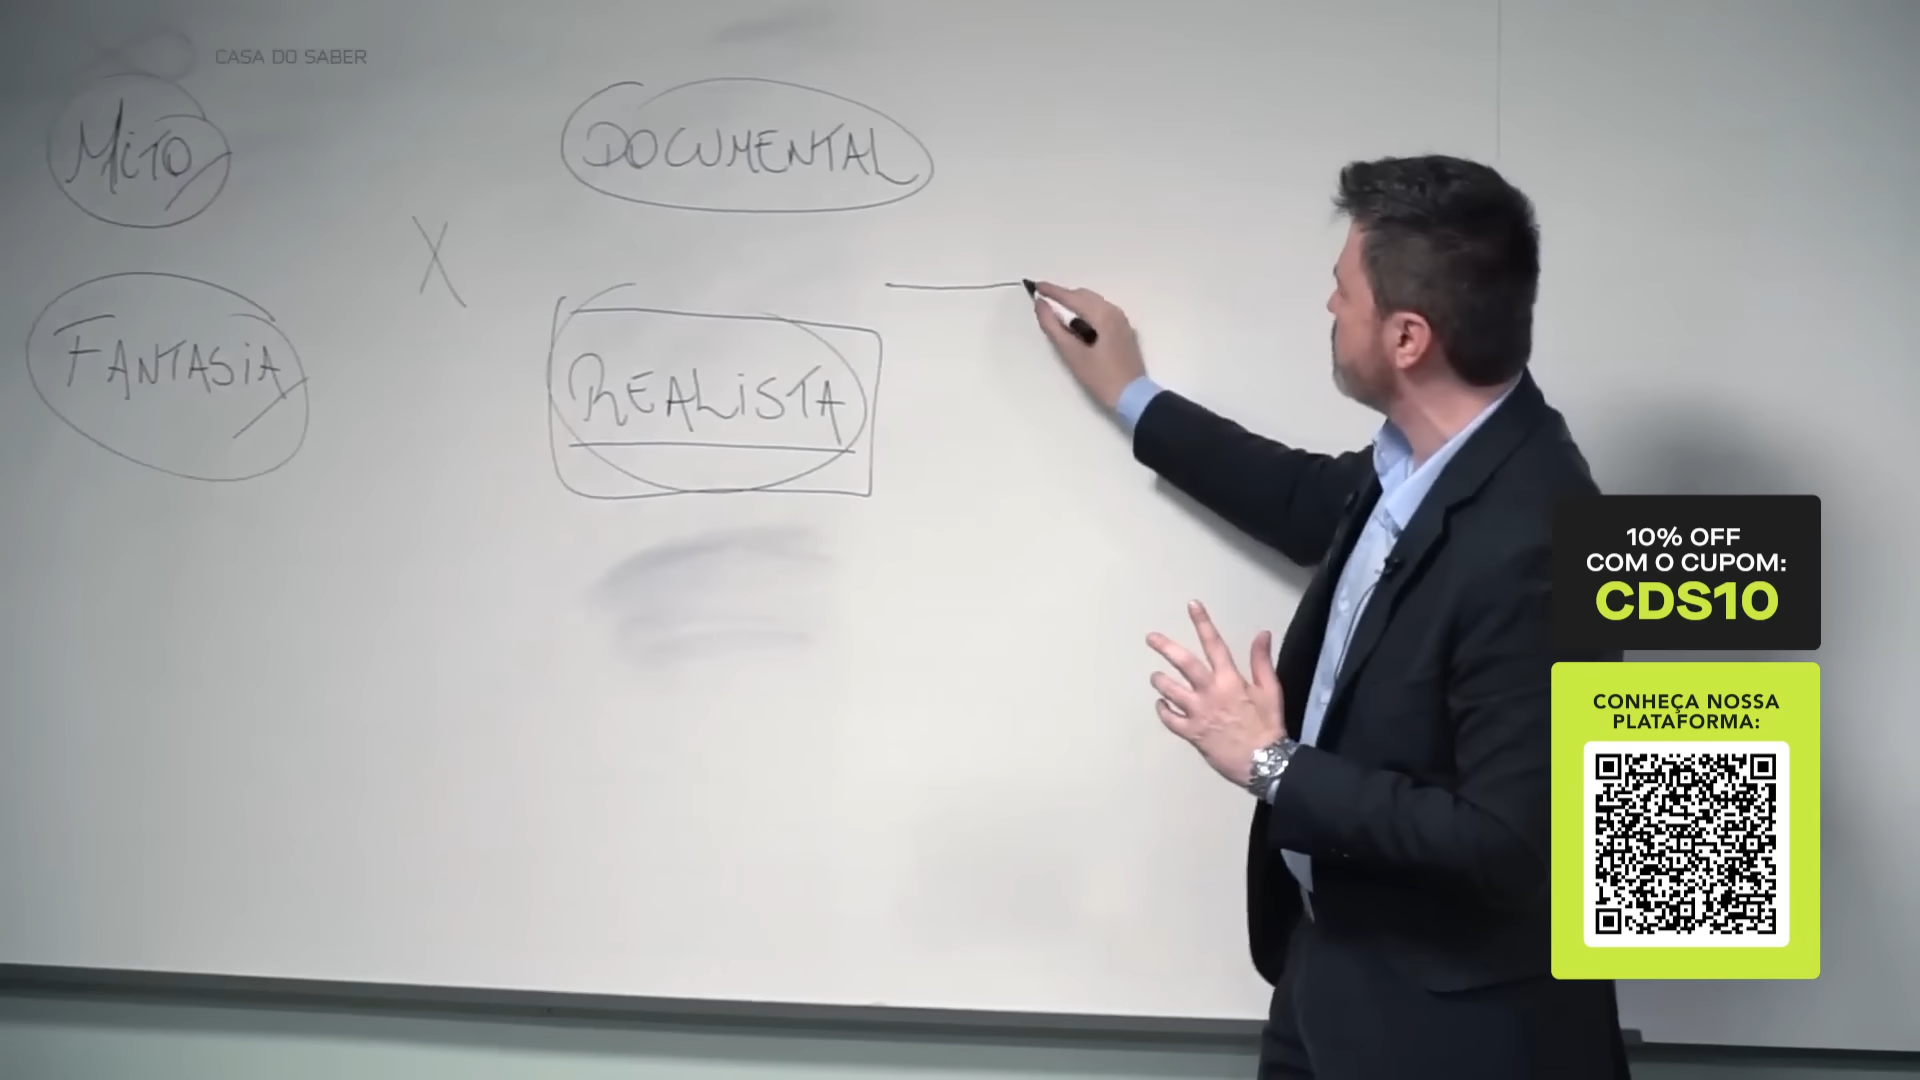 CASA DO SABER
MiTO
DOCUMENTAL
X
FANTASiA
REALiSTA
10% OFF
COM O CUPOM:
CDS10
CONHEÇA NOSSA
PLATAFORMA: